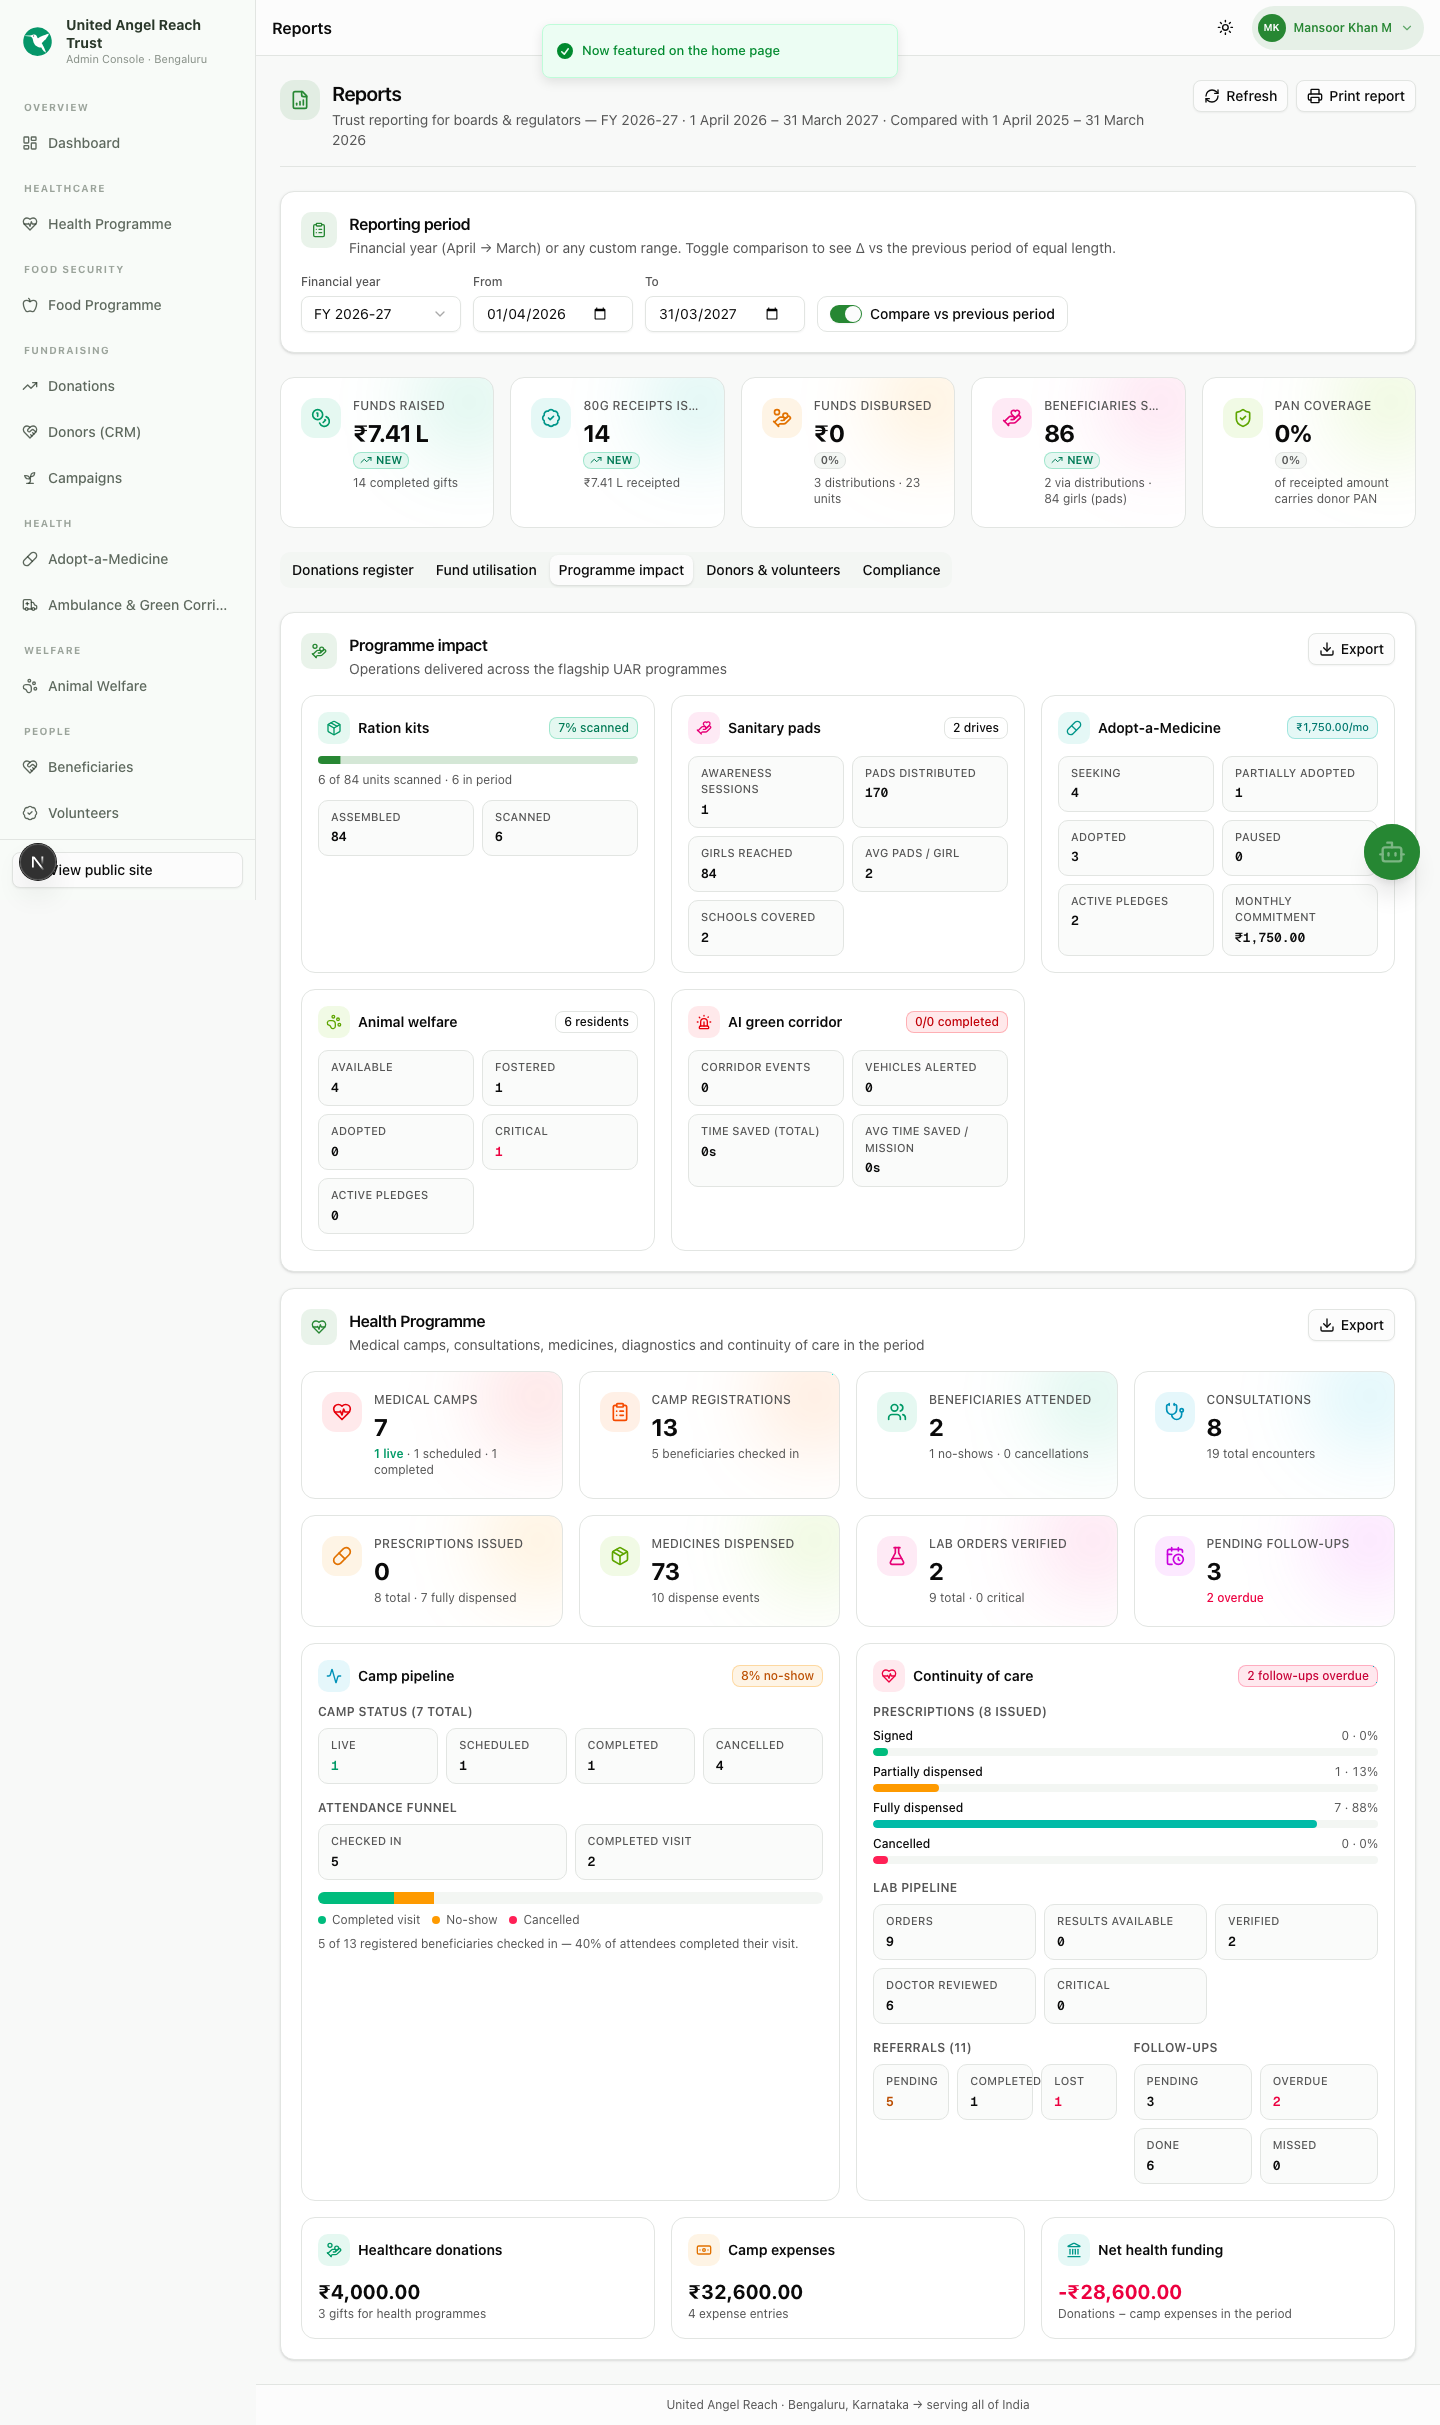 United Angel Reach
Trust
Admin Console · Bengaluru
OVERVIEW
Dashboard
HEALTHCARE
Health Programme
FOOD SECURITY
Food Programme
FUNDRAISING
Donations
Donors (CRM)
Campaigns
HEALTH
Adopt-a-Medicine
Ambulance & Green Corri...
WELFARE
Animal Welfare
PEOPLE
Beneficiaries
Volunteers
N
View public site
Reports
Now featured on the home page
MK
Mansoor Khan M
Reports
Trust reporting for boards & regulators — FY 2026-27 · 1 April 2026 – 31 March 2027 · Compared with 1 April 2025 – 31 March
2026
Refresh
Print report
Reporting period
Financial year (April → March) or any custom range. Toggle comparison to see Δ vs the previous period of equal length.
Financial year
From
To
FY 2026-27
01/04/2026
31/03/2027
Compare vs previous period
FUNDS RAISED
₹7.41 L
NEW
14 completed gifts
80G RECEIPTS IS...
14
NEW
₹7.41 L receipted
FUNDS DISBURSED
₹0
0%
3 distributions · 23
units
BENEFICIARIES S...
86
NEW
2 via distributions ·
84 girls (pads)
PAN COVERAGE
0%
0%
of receipted amount
carries donor PAN
Donations register
Fund utilisation
Programme impact
Donors & volunteers
Compliance
Programme impact
Operations delivered across the flagship UAR programmes
Export
Ration kits
7% scanned
6 of 84 units scanned · 6 in period
ASSEMBLED
84
SCANNED
6
Sanitary pads
2 drives
AWARENESS
SESSIONS
1
PADS DISTRIBUTED
170
GIRLS REACHED
84
AVG PADS / GIRL
2
SCHOOLS COVERED
2
Adopt-a-Medicine
₹1,750.00/mo
SEEKING
4
PARTIALLY ADOPTED
1
ADOPTED
3
PAUSED
0
ACTIVE PLEDGES
2
MONTHLY
COMMITMENT
₹1,750.00
Animal welfare
6 residents
AVAILABLE
4
FOSTERED
1
ADOPTED
0
CRITICAL
1
ACTIVE PLEDGES
0
AI green corridor
0/0 completed
CORRIDOR EVENTS
0
VEHICLES ALERTED
0
TIME SAVED (TOTAL)
0s
AVG TIME SAVED /
MISSION
0s
Health Programme
Medical camps, consultations, medicines, diagnostics and continuity of care in the period
Export
MEDICAL CAMPS
7
1 live · 1 scheduled · 1
completed
CAMP REGISTRATIONS
13
5 beneficiaries checked in
BENEFICIARIES ATTENDED
2
1 no-shows · 0 cancellations
CONSULTATIONS
8
19 total encounters
PRESCRIPTIONS ISSUED
0
8 total · 7 fully dispensed
MEDICINES DISPENSED
73
10 dispense events
LAB ORDERS VERIFIED
2
9 total · 0 critical
PENDING FOLLOW-UPS
3
2 overdue
Camp pipeline
8% no-show
CAMP STATUS (7 TOTAL)
LIVE
1
SCHEDULED
1
COMPLETED
1
CANCELLED
4
ATTENDANCE FUNNEL
CHECKED IN
5
COMPLETED VISIT
2
Completed visit
No-show
Cancelled
5 of 13 registered beneficiaries checked in — 40% of attendees completed their visit.
Continuity of care
2 follow-ups overdue
PRESCRIPTIONS (8 ISSUED)
Signed
0 · 0%
Partially dispensed
1 · 13%
Fully dispensed
7 · 88%
Cancelled
0 · 0%
LAB PIPELINE
ORDERS
9
RESULTS AVAILABLE
0
VERIFIED
2
DOCTOR REVIEWED
6
CRITICAL
0
REFERRALS (11)
PENDING
5
COMPLETED
1
LOST
1
FOLLOW-UPS
PENDING
3
OVERDUE
2
DONE
6
MISSED
0
Healthcare donations
₹4,000.00
3 gifts for health programmes
Camp expenses
₹32,600.00
4 expense entries
Net health funding
-₹28,600.00
Donations − camp expenses in the period
United Angel Reach · Bengaluru, Karnataka → serving all of India